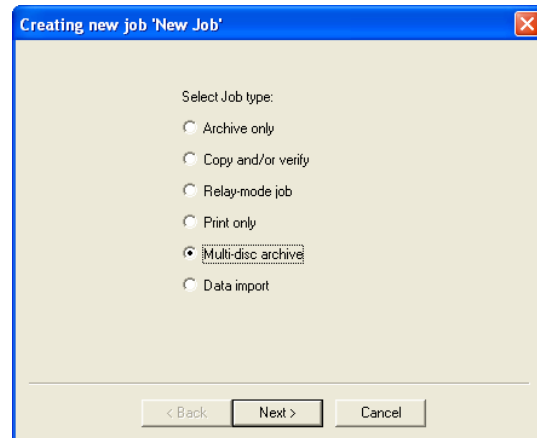 Creating new job 'New Job'
Select Job type:
Archive only
Copy and/or verify
Relay-mode job
Print only
Multi-disc archive
Data import
< Back Next > Cancel